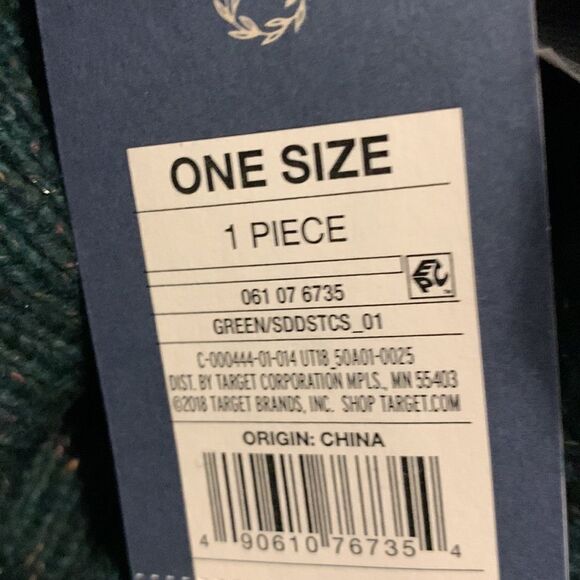 ONE SIZE
1 PIECE
EPC™
061 07 6735
GREEN/SDDSTCS_01
C-000444-01-014 UT18_50A01-0025
DIST. BY TARGET CORPORATION MPLS., MN 55403
©2018 TARGET BRANDS, INC. SHOP TARGET.COM
ORIGIN: CHINA
4 90610 76735 4